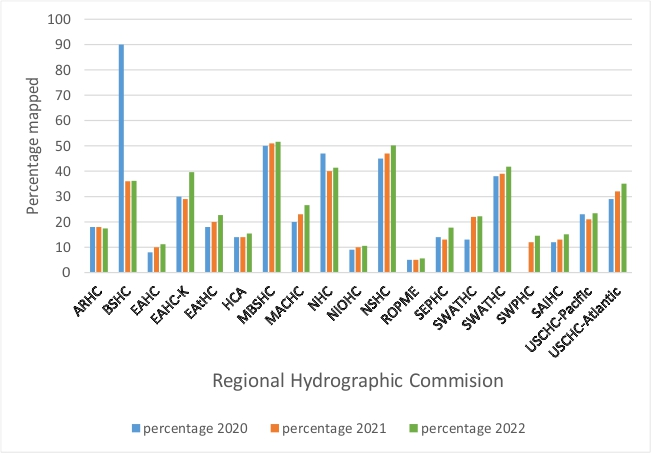 100
90
80
70
60
50
40
30
20
10
0
Percentage mapped
ARHC
BSHC
EAHC
EAHC-K
EAtHC
HCA
MBSHC
MACHC
NHC
NIOHC
NSHC
ROPME
SEPHC
SWATHC
SWATHC
SWPHC
SAIHC
USCHC-Pacific
USCHC-Atlantic
Regional Hydrographic Commision
percentage 2020 percentage 2021 percentage 2022